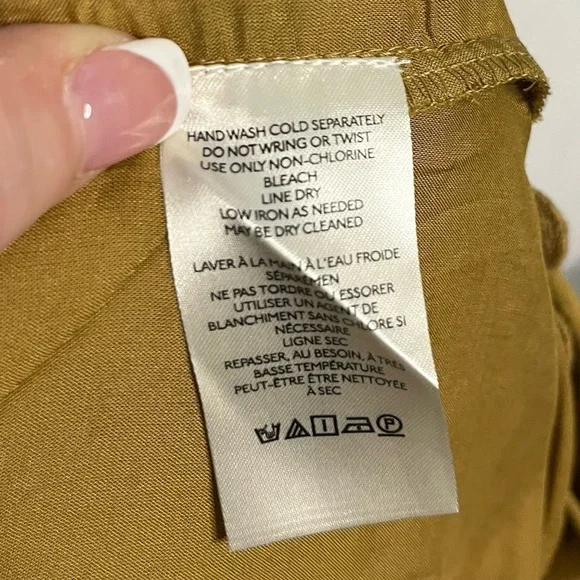 HAND WASH COLD SEPARATELY
DO NOT WRING OR TWIST
USE ONLY NON-CHLORINE
BLEACH
LINE DRY
LOW IRON AS NEEDED
MAY BE DRY CLEANED
LAVER À LA MAIN À L'EAU FROIDE
SÉPARÉMEN
NE PAS TORDRE OU ESSORER
UTILISER UN AGENT DE
BLANCHIMENT SANS CHLORE SI
NÉCESSAIRE
LIGNE SEC
REPASSER, AU BESOIN, À TRÈS
BASSE TEMPÉRATURE
PEUT-ÊTRE ÊTRE NETTOYÉE
À SEC
P